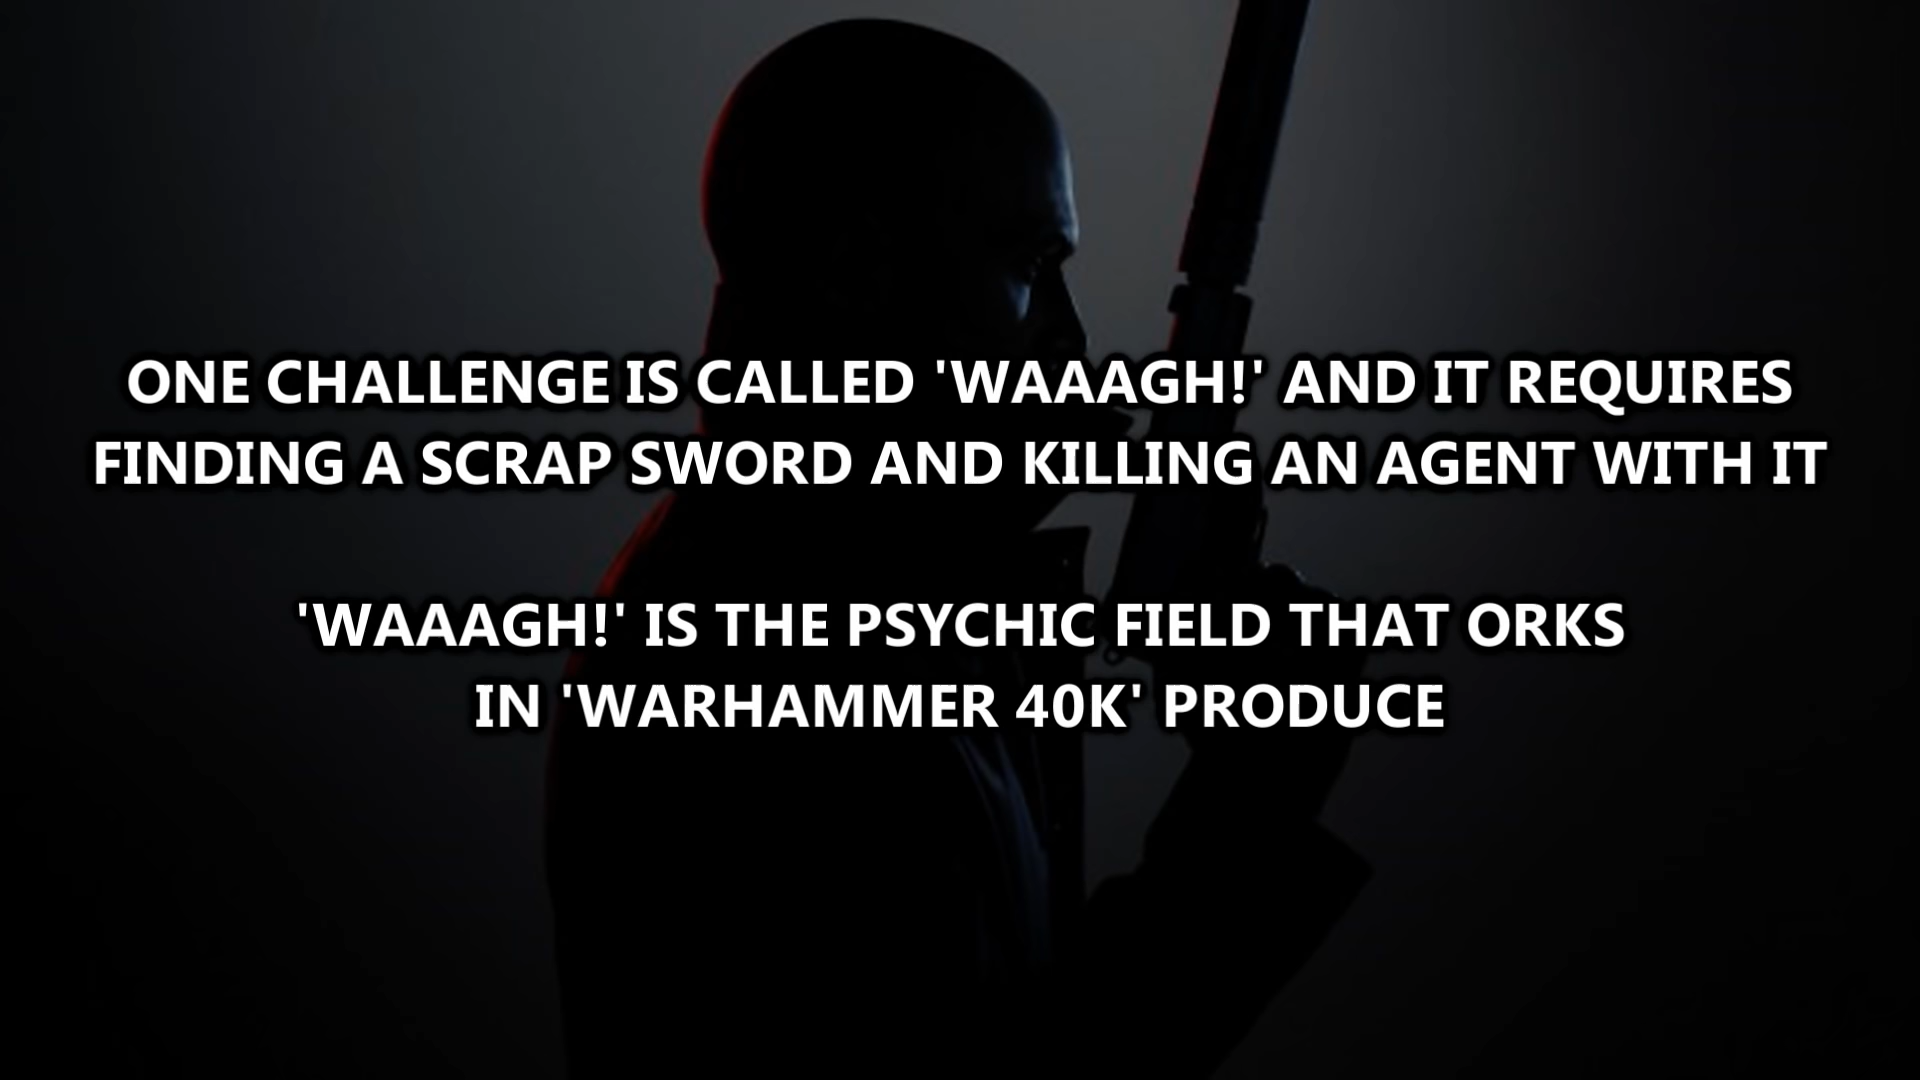 ONE CHALLENGE IS CALLED 'WAAAGH!' AND IT REQUIRES
FINDING A SCRAP SWORD AND KILLING AN AGENT WITH IT
'WAAAGH!' IS THE PSYCHIC FIELD THAT ORKS
IN 'WARHAMMER 40K' PRODUCE